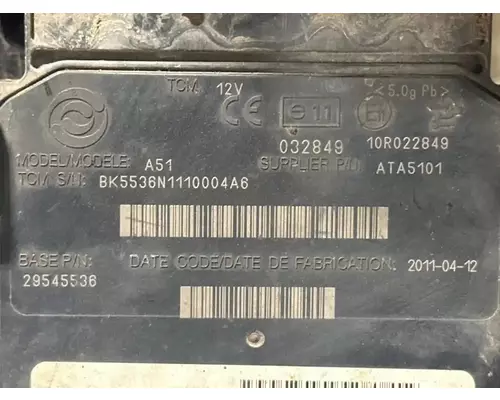 TCM 12V
CE e 11 < 5.0g Pb >
032849 10R022849
MODEL/MODELE: A51 SUPPLIER P/N: ATA5101
TCM S/N: BK5536N1110004A6
BASE P/N: DATE CODE/DATE DE FABRICATION: 2011-04-12
29545536